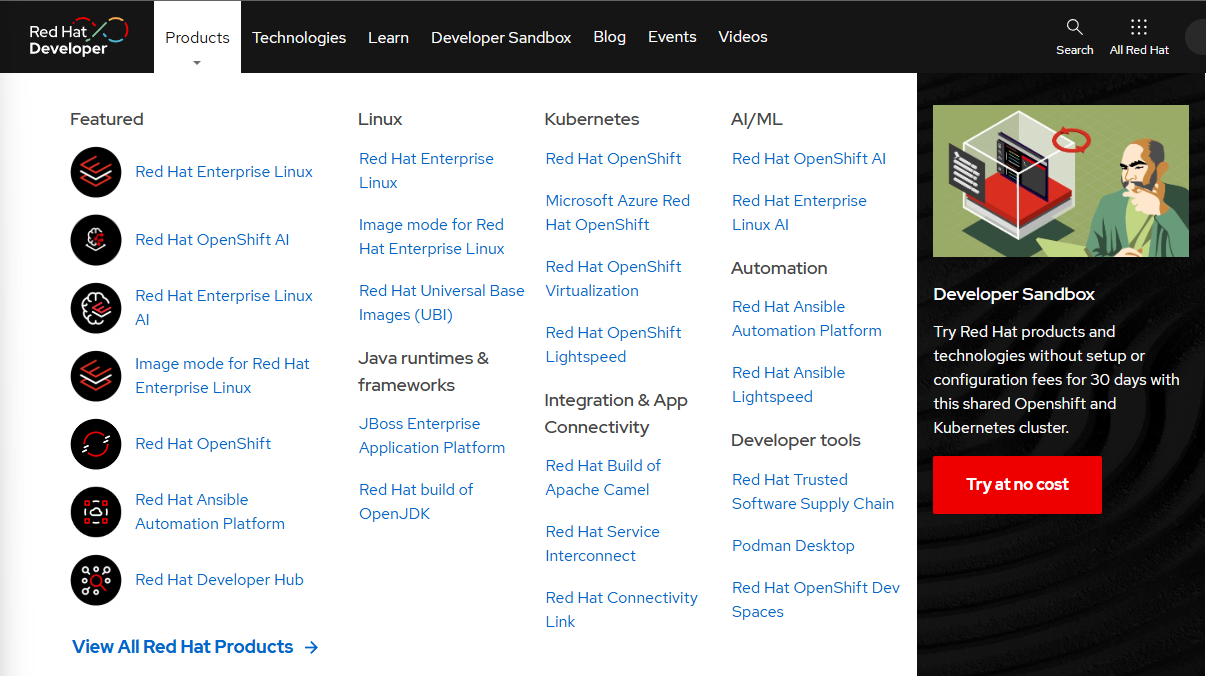 Red Hat
Developer
Products
Technologies
Learn
Developer Sandbox
Blog
Events
Videos
Search
All Red Hat
Featured
Red Hat Enterprise Linux
Red Hat OpenShift AI
Red Hat Enterprise Linux
AI
Image mode for Red Hat
Enterprise Linux
Red Hat OpenShift
Red Hat Ansible
Automation Platform
Red Hat Developer Hub
View All Red Hat Products
Linux
Red Hat Enterprise
Linux
Image mode for Red
Hat Enterprise Linux
Red Hat Universal Base
Images (UBI)
Java runtimes &
frameworks
JBoss Enterprise
Application Platform
Red Hat build of
OpenJDK
Kubernetes
Red Hat OpenShift
Microsoft Azure Red
Hat OpenShift
Red Hat OpenShift
Virtualization
Red Hat OpenShift
Lightspeed
Integration & App
Connectivity
Red Hat Build of
Apache Camel
Red Hat Service
Interconnect
Red Hat Connectivity
Link
AI/ML
Red Hat OpenShift AI
Red Hat Enterprise
Linux AI
Automation
Red Hat Ansible
Automation Platform
Red Hat Ansible
Lightspeed
Developer tools
Red Hat Trusted
Software Supply Chain
Podman Desktop
Red Hat OpenShift Dev
Spaces
Developer Sandbox
Try Red Hat products and
technologies without setup or
configuration fees for 30 days with
this shared Openshift and
Kubernetes cluster.
Try at no cost